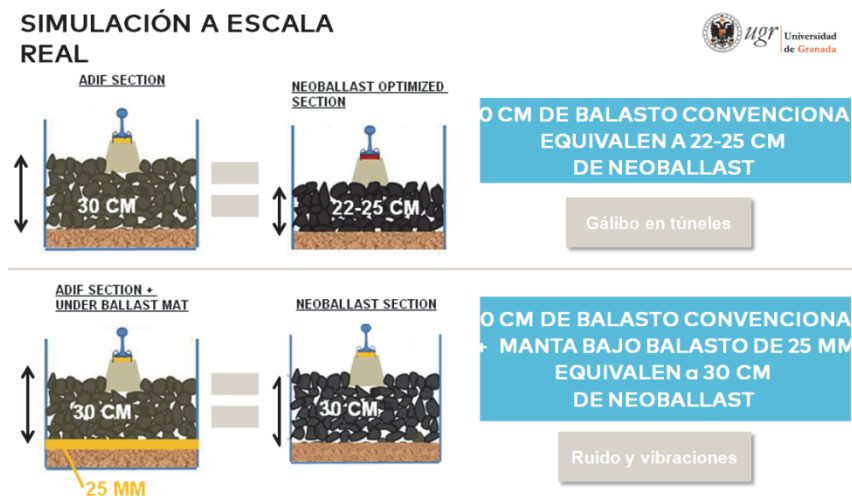 SIMULACIÓN A ESCALA
REAL
ugr
Universidad
de Granada
ADIF SECTION
NEOBALLAST OPTIMIZED
SECTION
30 CM
22-25 CM
0 CM DE BALASTO CONVENCIONA
EQUIVALEN A 22-25 CM
DE NEOBALLAST
Gálibo en túneles
ADIF SECTION +
UNDER BALLAST MAT
NEOBALLAST SECTION
30 CM
30 CM
25 MM
0 CM DE BALASTO CONVENCIONA
+ MANTA BAJO BALASTO DE 25 MM
EQUIVALEN a 30 CM
DE NEOBALLAST
Ruido y vibraciones